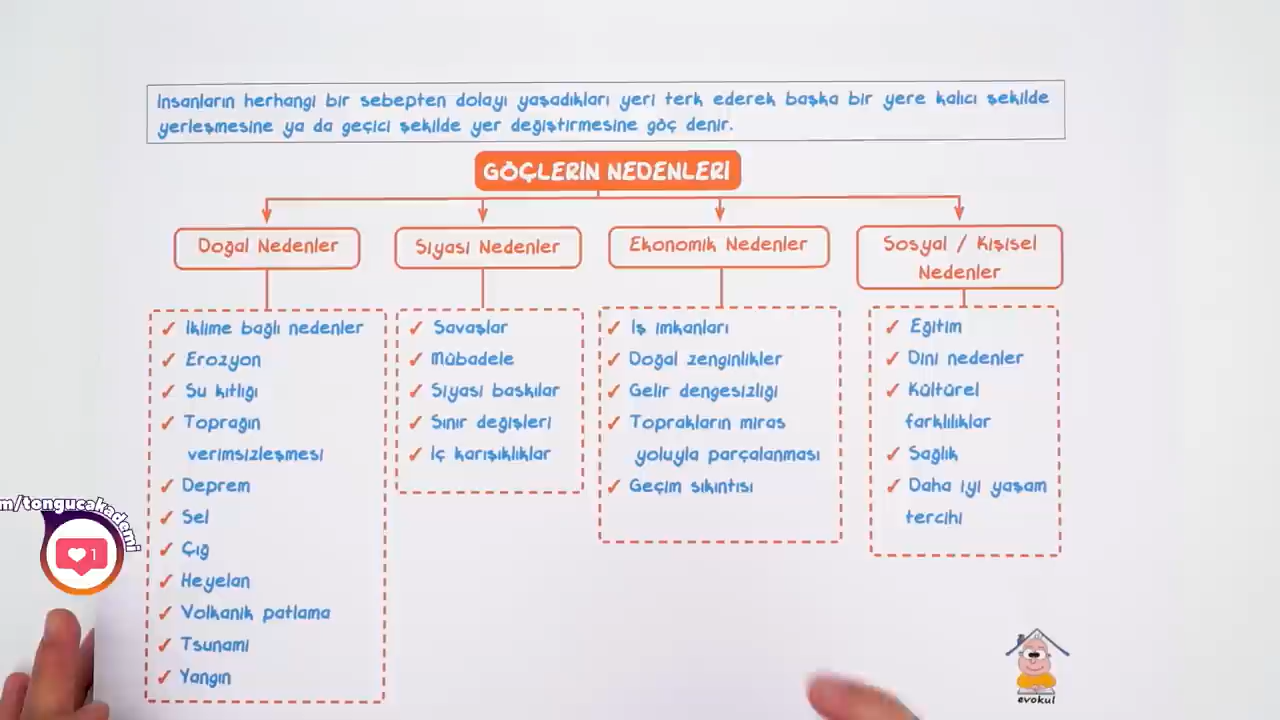 İnsanların herhangi bir sebepten dolayı yaşadıkları yeri terk ederek başka bir yere kalıcı şekilde
yerleşmesine ya da geçici şekilde yer değiştirmesine göç denir.
GÖÇLERİN NEDENLERİ
Doğal Nedenler
Siyasi Nedenler
Ekonomik Nedenler
Sosyal / Kişisel
Nedenler
✓ İklime bağlı nedenler
✓ Erozyon
✓ Su kıtlığı
✓ Toprağın
verimsizleşmesi
✓ Deprem
✓ Sel
✓ Çığ
✓ Heyelan
✓ Volkanik patlama
✓ Tsunami
✓ Yangın
✓ Savaşlar
✓ Mübadele
✓ Siyasi baskılar
✓ Sınır değişleri
✓ İç karışıklıklar
✓ İş imkanları
✓ Doğal zenginlikler
✓ Gelir dengesizliği
✓ Toprakların miras
yoluyla parçalanması
✓ Geçim sıkıntısı
✓ Eğitim
✓ Dini nedenler
✓ Kültürel
farklılıklar
✓ Sağlık
✓ Daha iyi yaşam
tercihi
m/tongucakademi
1
evokul